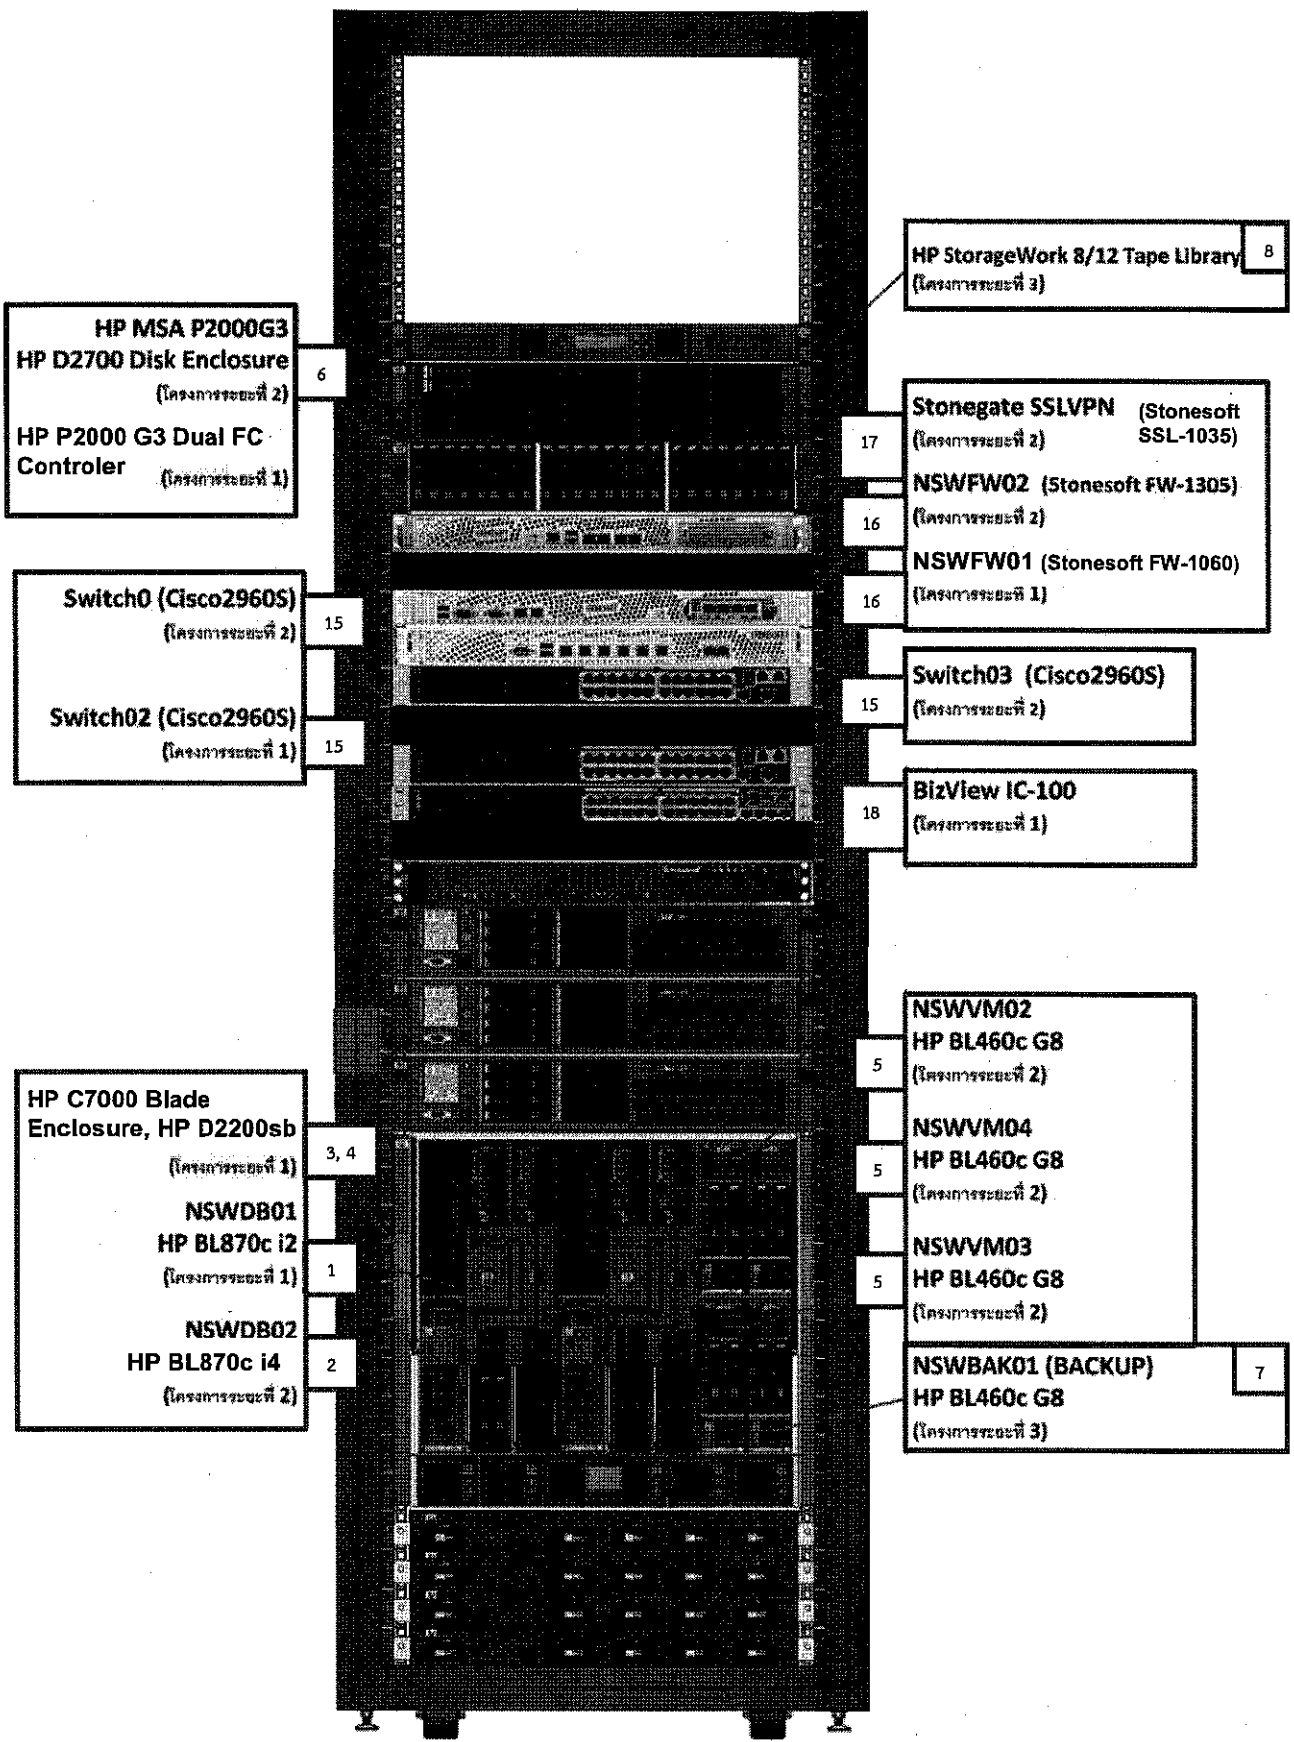 HP StorageWork 8/12 Tape Library
8
(โครงการระยะที่ 3)
HP MSA P2000G3
HP D2700 Disk Enclosure
6
(โครงการระยะที่ 2)
HP P2000 G3 Dual FC
Controler
(โครงการระยะที่ 1)
Stonegate SSLVPN (Stonesoft
SSL-1035)
17
(โครงการระยะที่ 2)
NSWFW02 (Stonesoft FW-1305)
16
(โครงการระยะที่ 2)
NSWFW01 (Stonesoft FW-1060)
16
(โครงการระยะที่ 1)
Switch0 (Cisco2960S)
15
(โครงการระยะที่ 2)
Switch02 (Cisco2960S)
15
(โครงการระยะที่ 1)
Switch03 (Cisco2960S)
15
(โครงการระยะที่ 2)
BizView IC-100
18
(โครงการระยะที่ 1)
HP C7000 Blade
Enclosure, HP D2200sb
3, 4
(โครงการระยะที่ 1)
NSWDB01
HP BL870c i2
1
(โครงการระยะที่ 1)
NSWDB02
HP BL870c i4
2
(โครงการระยะที่ 2)
NSWVM02
HP BL460c G8
5
(โครงการระยะที่ 2)
NSWVM04
HP BL460c G8
5
(โครงการระยะที่ 2)
NSWVM03
HP BL460c G8
5
(โครงการระยะที่ 2)
NSWBAK01 (BACKUP)
7
HP BL460c G8
(โครงการระยะที่ 3)